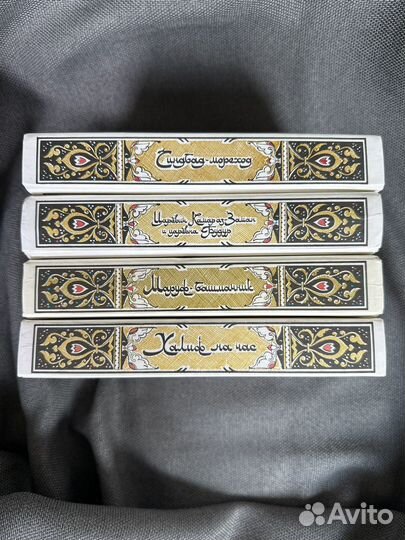 Синдбад-мореход
Царевич Камар аз-Заман
и царевна Будур
Маруф-башмачник
Халиф на час
Avito